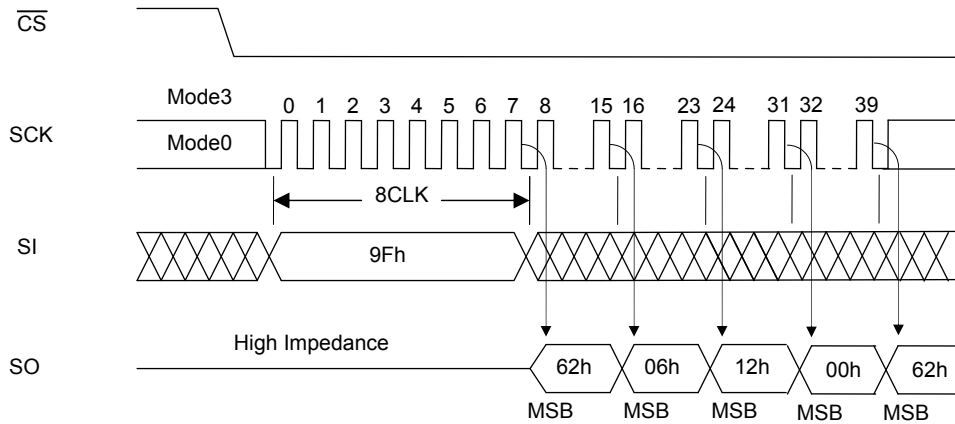 CS
Mode3
0 1 2 3 4 5 6 7 8 15 16 23 24 31 32 39
SCK
Mode0
8CLK
SI
9Fh
High Impedance
SO
62h 06h 12h 00h 62h
MSB MSB MSB MSB MSB